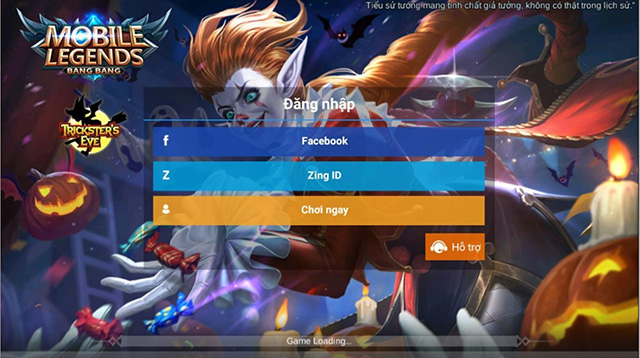 Tiểu sử tướng mang tính chất giả tưởng, không có thật trong lịch sử."
MOBILE
LEGENDS
BANG BANG
TRICKSTER'S
EYE
Đăng nhập
f Facebook
Z Zing ID
Chơi ngay
Hỗ trợ
Game Loading...